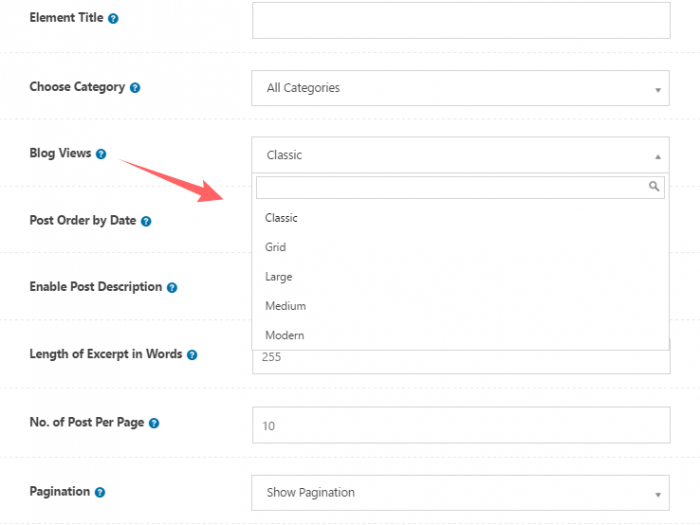 Element Title ?
Choose Category ? All Categories
Blog Views ? Classic
Classic
Post Order by Date ?
Grid
Large
Enable Post Description ?
Medium
Modern
Length of Excerpt in Words ? 255
No. of Post Per Page ? 10
Pagination ? Show Pagination